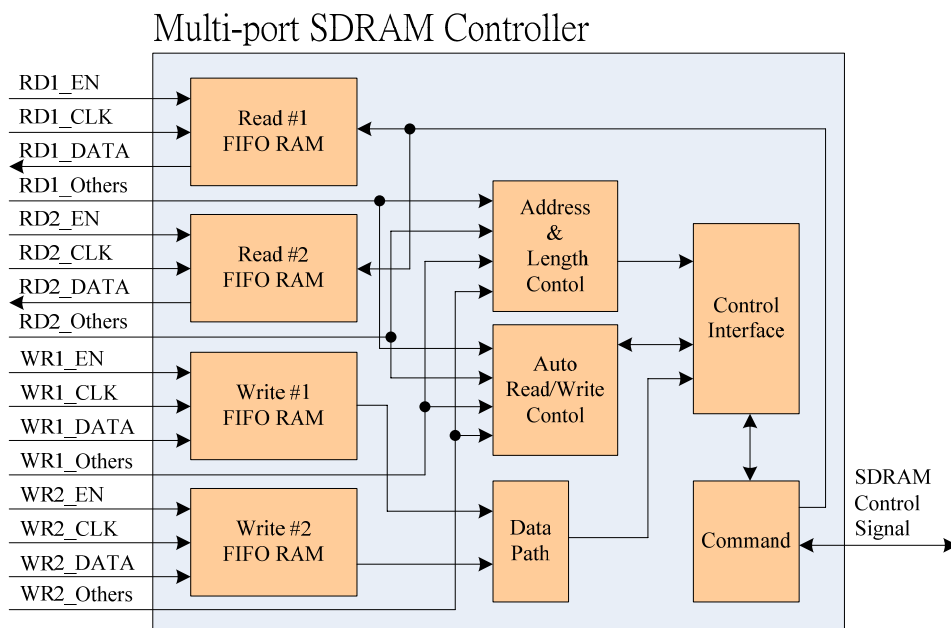 Multi-port SDRAM Controller
RD1_EN
RD1_CLK
RD1_DATA
RD1_Others
RD2_EN
RD2_CLK
RD2_DATA
RD2_Others
WR1_EN
WR1_CLK
WR1_DATA
WR1_Others
WR2_EN
WR2_CLK
WR2_DATA
WR2_Others
Read #1
FIFO RAM
Read #2
FIFO RAM
Write #1
FIFO RAM
Write #2
FIFO RAM
Address
&
Length
Contol
Auto
Read/Write
Contol
Data
Path
Control
Interface
Command
SDRAM
Control
Signal